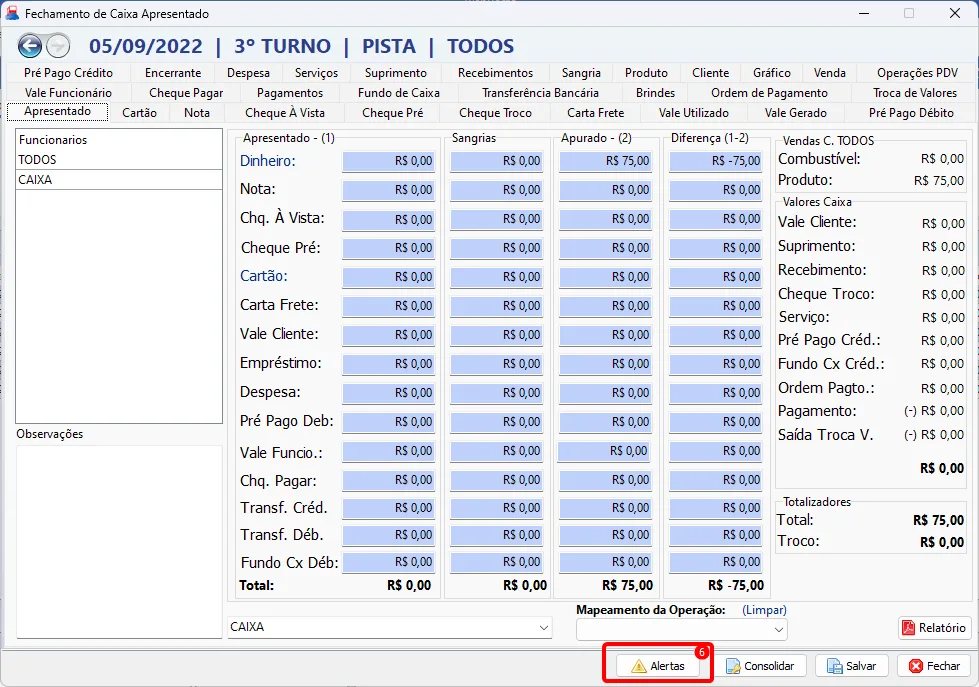 Fechamento de Caixa Apresentado
05/09/2022 | 3º TURNO | PISTA | TODOS
Pré Pago Crédito Encerrante Despesa Serviços Suprimento Recebimentos Sangria Produto Cliente Gráfico Venda Operações PDV
Vale Funcionário Cheque Pagar Pagamentos Fundo de Caixa Transferência Bancária Brindes Ordem de Pagamento Troca de Valores
Apresentado Cartão Nota Cheque À Vista Cheque Pré Cheque Troco Carta Frete Vale Utilizado Vale Gerado Pré Pago Débito
Funcionarios
TODOS
CAIXA
Observações
Apresentado - (1) Sangrias Apurado - (2) Diferença (1-2)
Dinheiro: R$ 0,00 R$ 0,00 R$ 75,00 R$ -75,00
Nota: R$ 0,00 R$ 0,00 R$ 0,00 R$ 0,00
Chq. À Vista: R$ 0,00 R$ 0,00 R$ 0,00 R$ 0,00
Cheque Pré: R$ 0,00 R$ 0,00 R$ 0,00 R$ 0,00
Cartão: R$ 0,00 R$ 0,00 R$ 0,00 R$ 0,00
Carta Frete: R$ 0,00 R$ 0,00 R$ 0,00 R$ 0,00
Vale Cliente: R$ 0,00 R$ 0,00 R$ 0,00 R$ 0,00
Empréstimo: R$ 0,00 R$ 0,00 R$ 0,00 R$ 0,00
Despesa: R$ 0,00 R$ 0,00 R$ 0,00 R$ 0,00
Pré Pago Deb: R$ 0,00 R$ 0,00 R$ 0,00 R$ 0,00
Vale Funcio.: R$ 0,00 R$ 0,00 R$ 0,00 R$ 0,00
Chq. Pagar: R$ 0,00 R$ 0,00 R$ 0,00 R$ 0,00
Transf. Créd. R$ 0,00 R$ 0,00 R$ 0,00 R$ 0,00
Transf. Déb. R$ 0,00 R$ 0,00 R$ 0,00 R$ 0,00
Fundo Cx Déb: R$ 0,00 R$ 0,00 R$ 0,00 R$ 0,00
Total: R$ 0,00 R$ 0,00 R$ 75,00 R$ -75,00
Vendas C. TODOS
Combustível: R$ 0,00
Produto: R$ 75,00
Valores Caixa
Vale Cliente: R$ 0,00
Suprimento: R$ 0,00
Recebimento: R$ 0,00
Cheque Troco: R$ 0,00
Serviço: R$ 0,00
Pré Pago Créd.: R$ 0,00
Fundo Cx Créd.: R$ 0,00
Ordem Pagto.: R$ 0,00
Pagamento: (-) R$ 0,00
Saída Troca V. (-) R$ 0,00
R$ 0,00
Totalizadores
Total: R$ 75,00
Troco: R$ 0,00
Mapeamento da Operação: (Limpar)
CAIXA
Relatório
Alertas 6 Consolidar Salvar Fechar